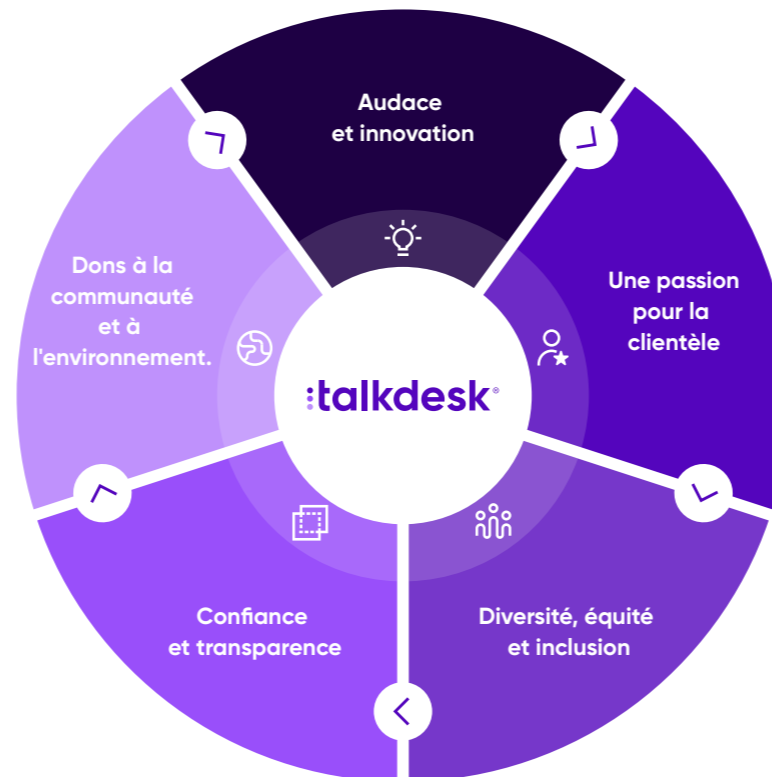 Audace
et innovation
Une passion
pour la
clientèle
Diversité, équité
et inclusion
Confiance
et transparence
Dons à la
communauté
et à
l'environnement.
:talkdesk®